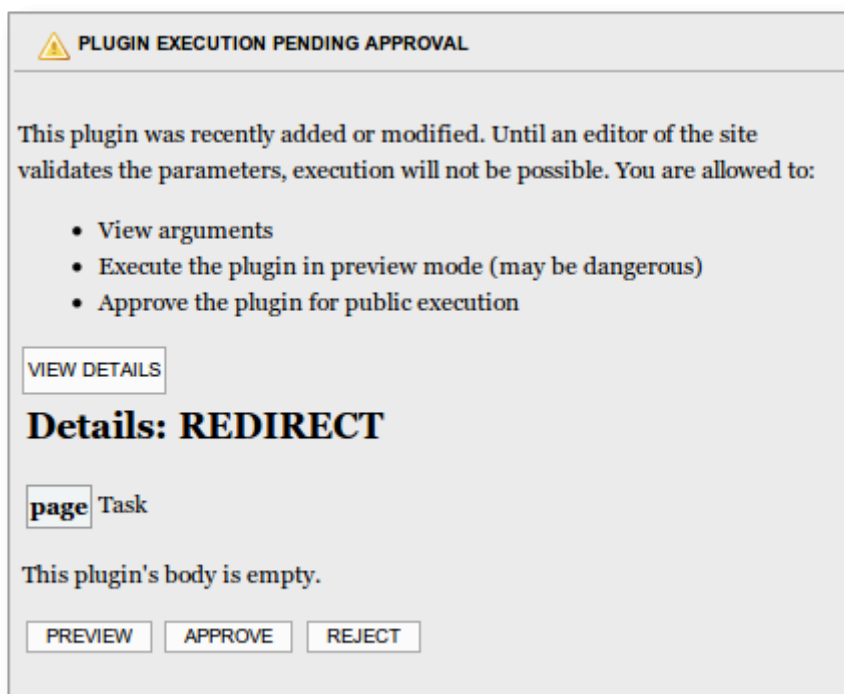 PLUGIN EXECUTION PENDING APPROVAL
This plugin was recently added or modified. Until an editor of the site
validates the parameters, execution will not be possible. You are allowed to:
• View arguments
• Execute the plugin in preview mode (may be dangerous)
• Approve the plugin for public execution
VIEW DETAILS
Details: REDIRECT
page Task
This plugin's body is empty.
PREVIEW APPROVE REJECT